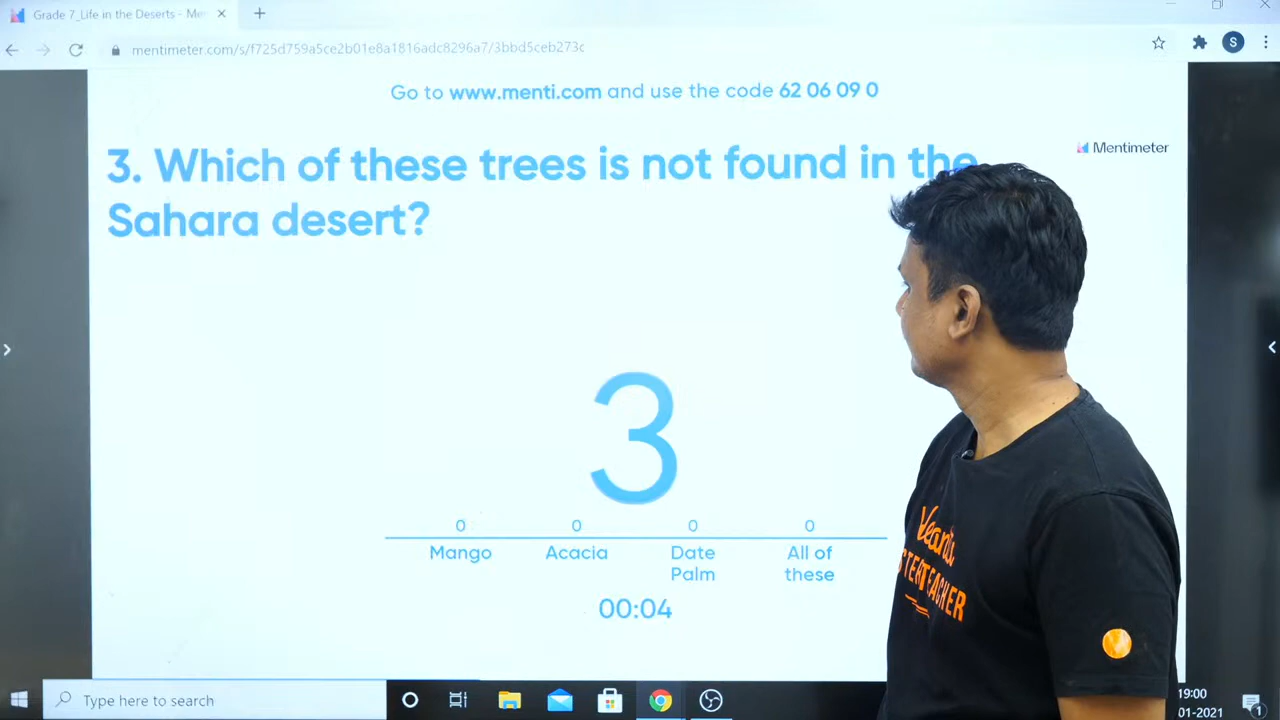 Grade 7_Life in the Deserts - Me
mentimeter.com/s/f725d759a5ce2b01e8a1816adc8296a7/3bbd5ceb273c
S
Go to www.menti.com and use the code 62 06 09 0
Mentimeter
3. Which of these trees is not found in the
Sahara desert?
3
0 0 0 0
Mango Acacia Date Palm All of these
00:04
TEACHER
Type here to search
19:00
01-2021
1